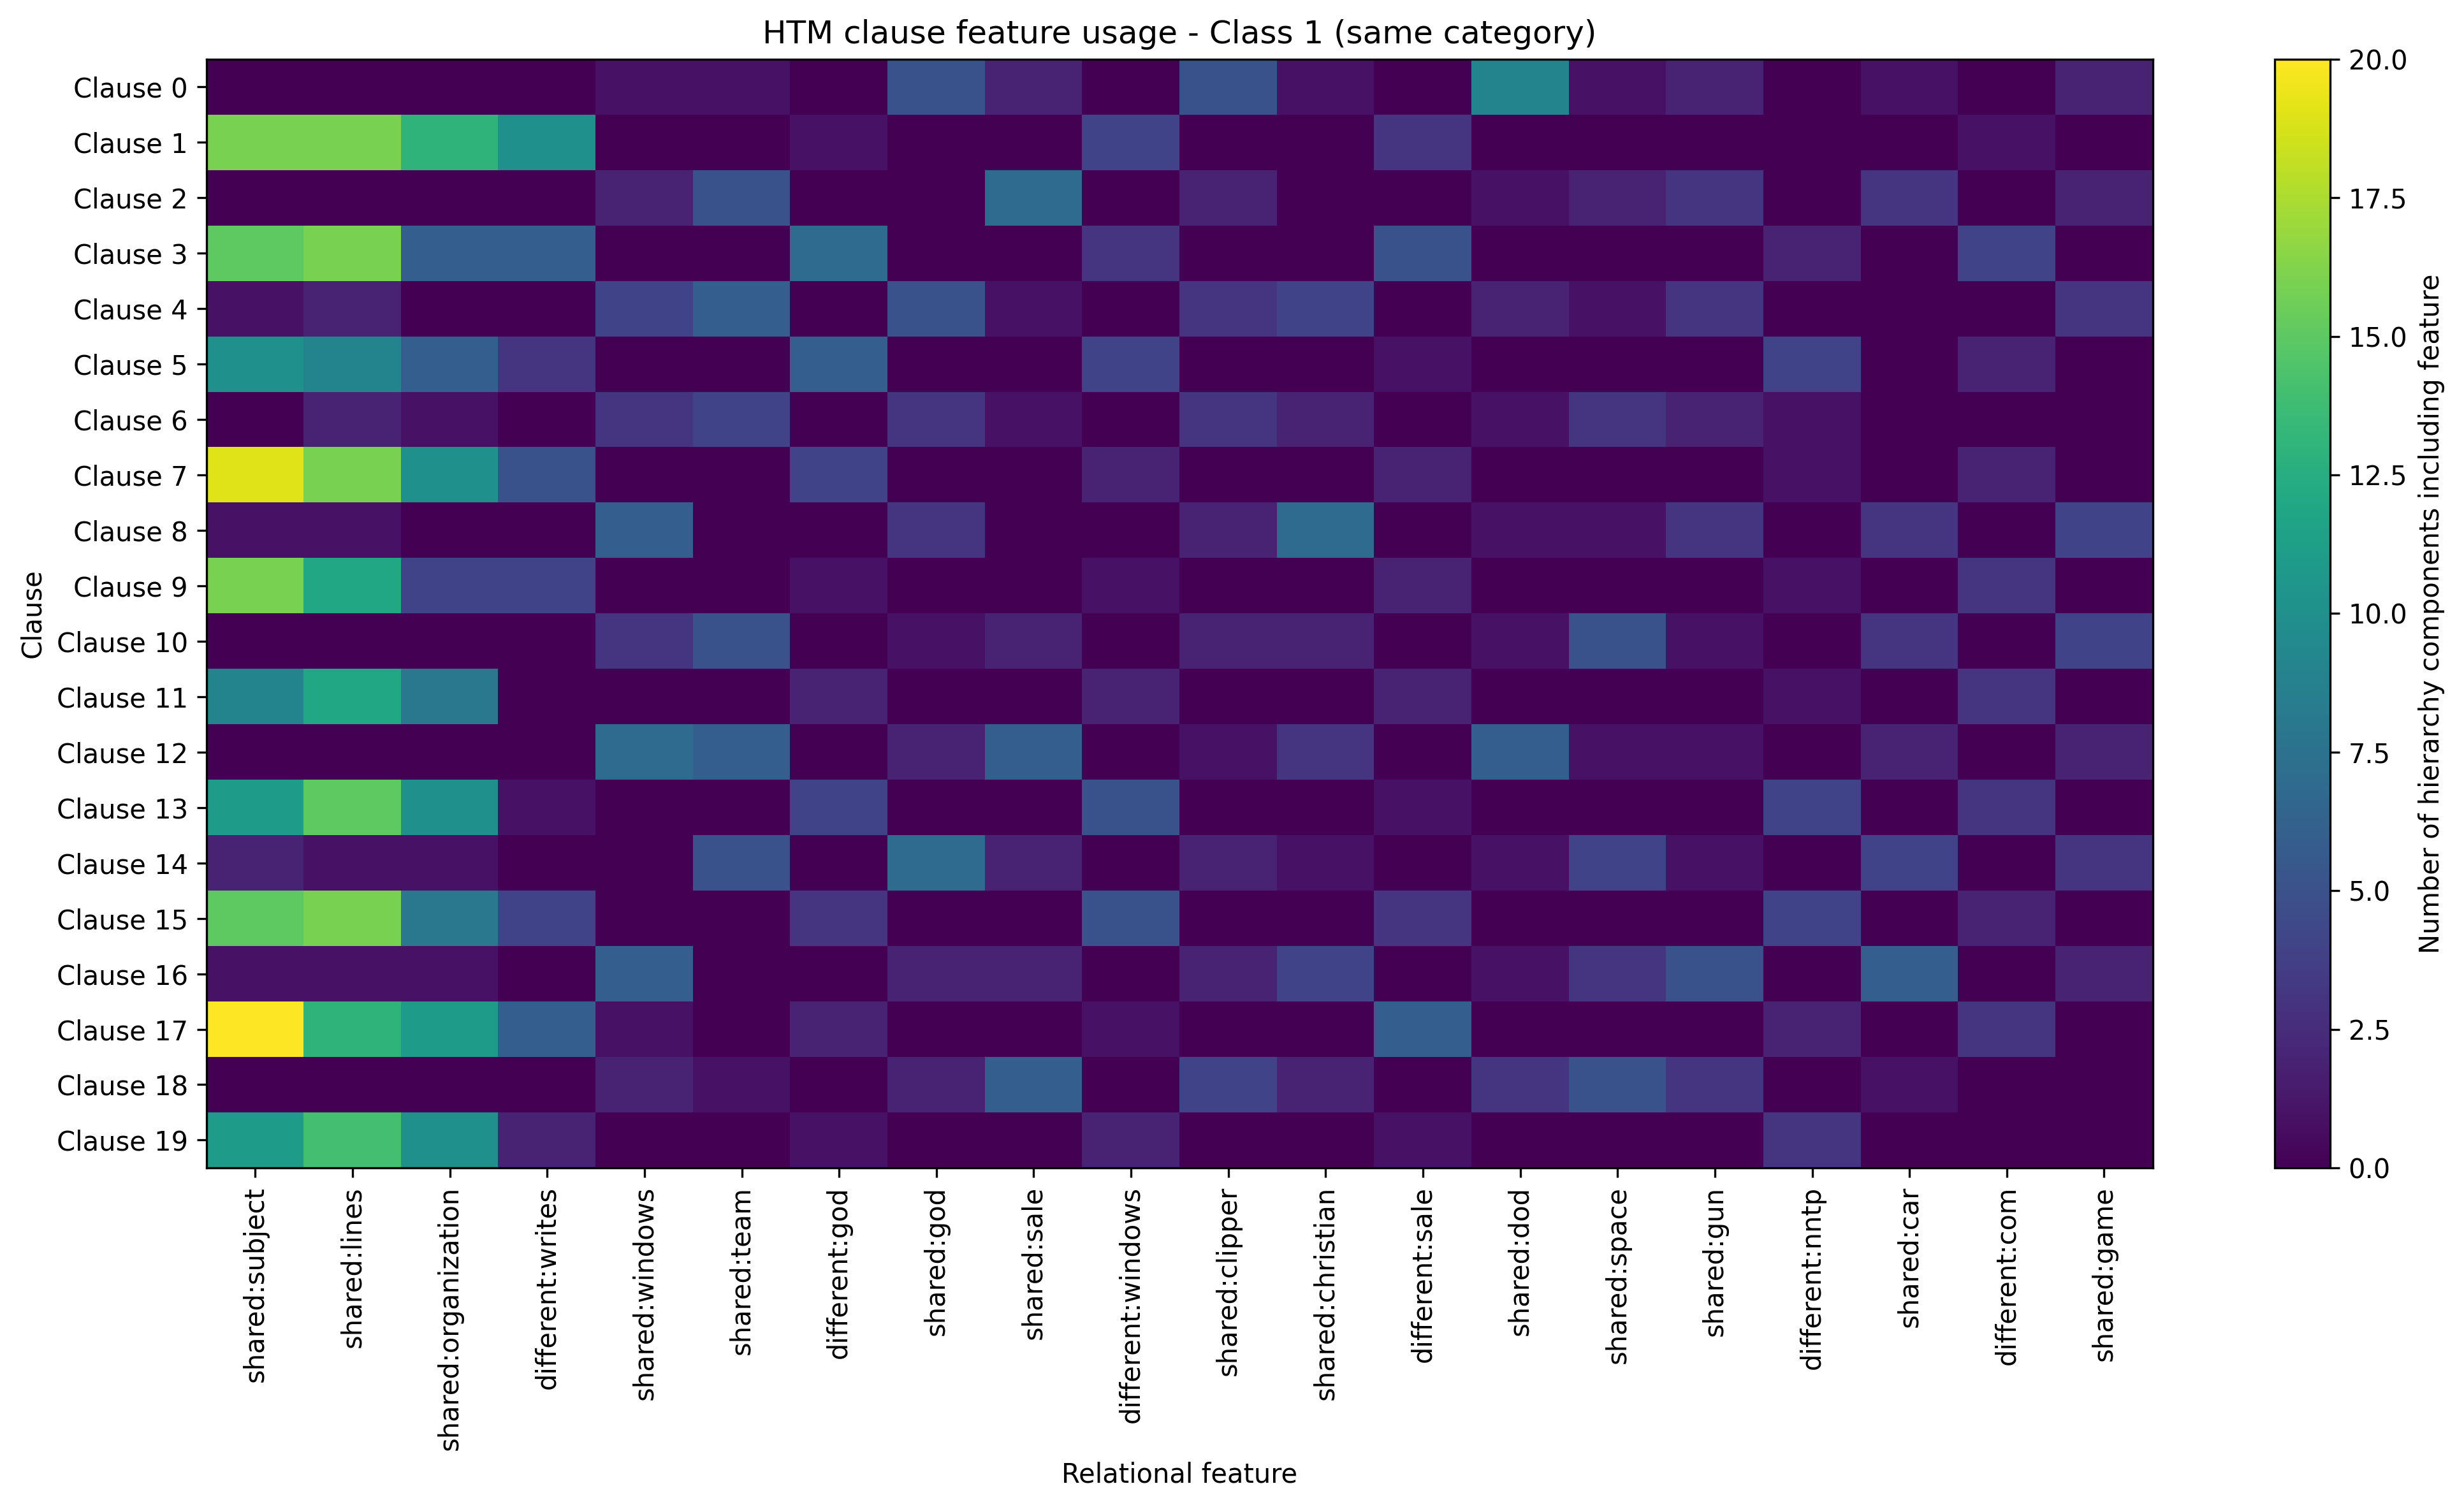 HTM clause feature usage - Class 1 (same category)
Clause
Clause 0
Clause 1
Clause 2
Clause 3
Clause 4
Clause 5
Clause 6
Clause 7
Clause 8
Clause 9
Clause 10
Clause 11
Clause 12
Clause 13
Clause 14
Clause 15
Clause 16
Clause 17
Clause 18
Clause 19
shared:subject
shared:lines
shared:organization
different:writes
shared:windows
shared:team
different:god
shared:god
shared:sale
different:windows
shared:clipper
shared:christian
different:sale
shared:dod
shared:space
shared:gun
different:nntp
shared:car
different:com
shared:game
Relational feature
20.0
17.5
15.0
12.5
10.0
7.5
5.0
2.5
0.0
Number of hierarchy components including feature